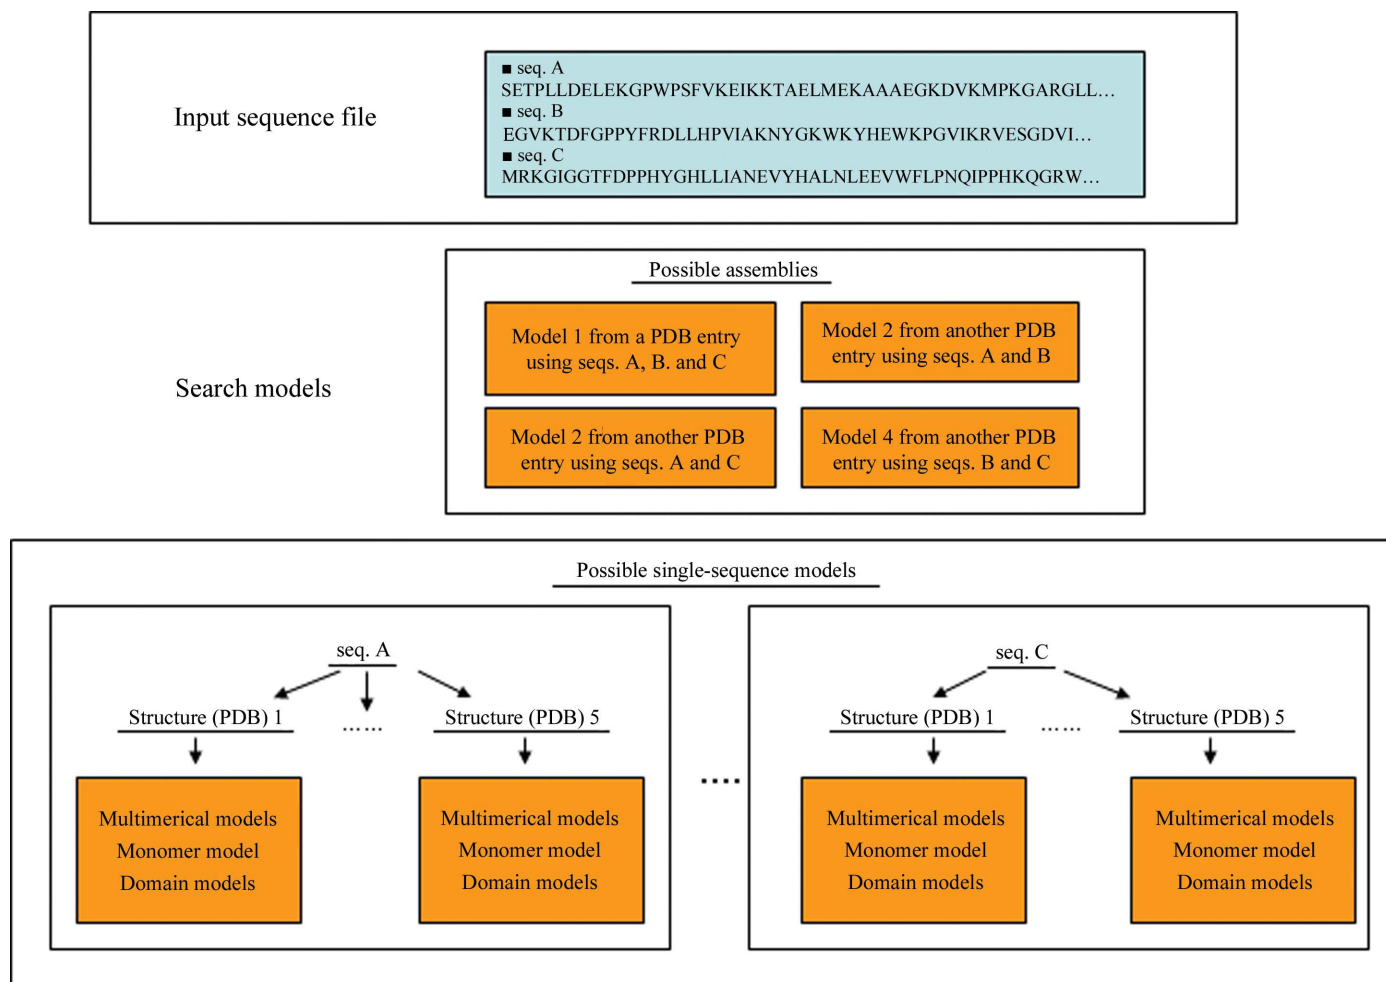 Input sequence file
■ seq. A
SETPLLDELEKGPWPSFVKEIKKTAELMEKAAAEGKDVKMPKGARGLL…
■ seq. B
EGVKTDFGPPYFRDLLHPVIAKNYGKWKYHEWKPGVIKRVESGDVI…
■ seq. C
MRKGIGGTFDPPHYGHLLIANEVYHALNLEEVWFLPNQIPPHKQGRW…
Search models
Possible assemblies
Model 1 from a PDB entry
using seqs. A, B. and C
Model 2 from another PDB
entry using seqs. A and B
Model 2 from another PDB
entry using seqs. A and C
Model 4 from another PDB
entry using seqs. B and C
Possible single-sequence models
seq. A
Structure (PDB) 1
……
Structure (PDB) 5
Multimerical models
Monomer model
Domain models
Multimerical models
Monomer model
Domain models
....
seq. C
Structure (PDB) 1
……
Structure (PDB) 5
Multimerical models
Monomer model
Domain models
Multimerical models
Monomer model
Domain models